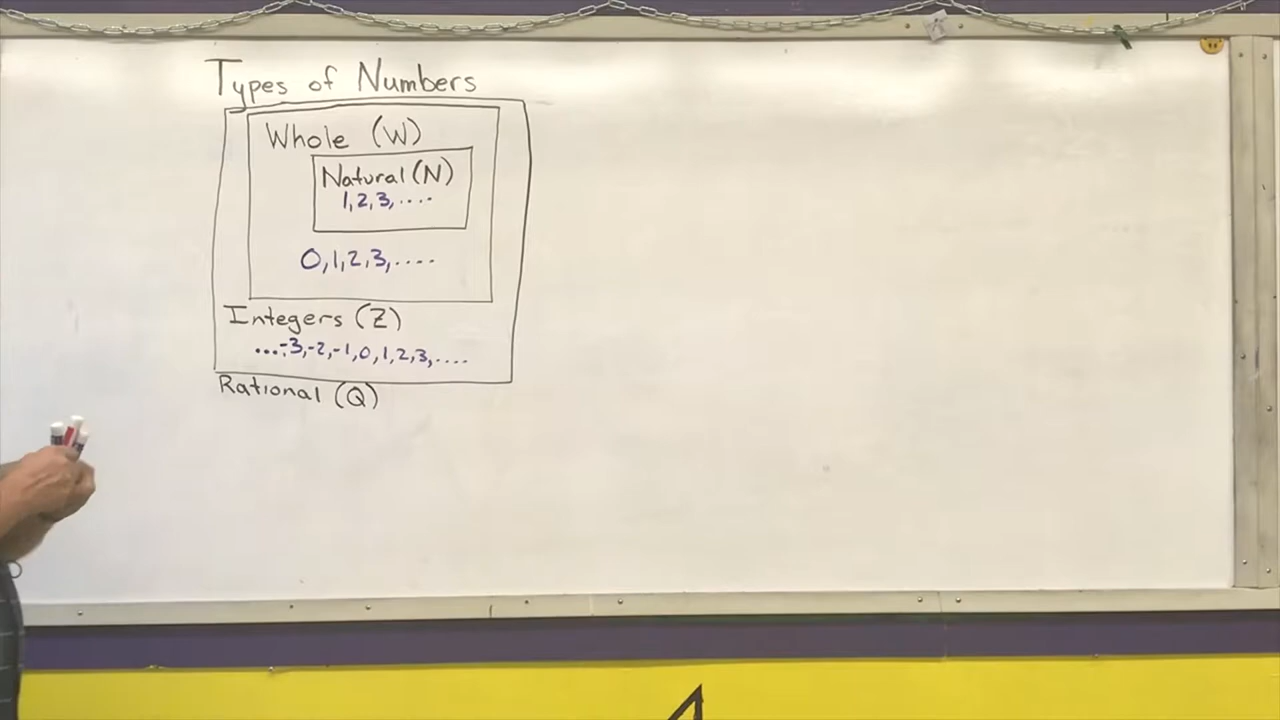 Types of Numbers
Whole (W)
Natural (N)
1,2,3,....
0,1,2,3,....
Integers (Z)
...-3,-2,-1,0,1,2,3,....
Rational (Q)